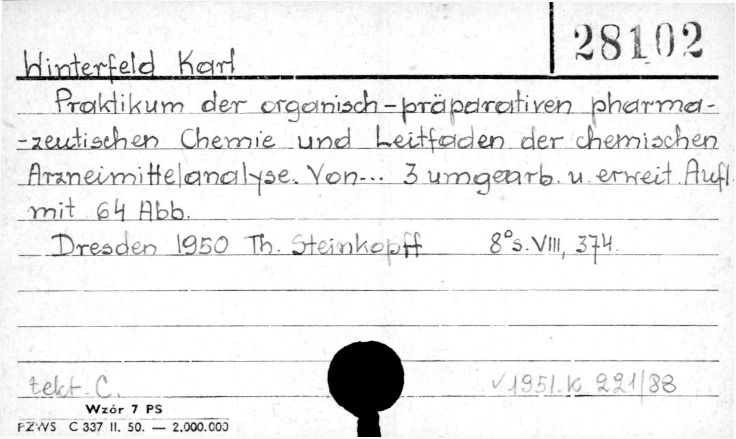 28102
Winterfeld Karl
Praktikum der organisch-präparativen pharma-
-zeutischen Chemie und Leitfaden der chemischen
Arzneimittelanalyse. Von... 3 umgearb. u. erweit. Aufl.
mit 64 Abb.
Dresden 1950 Th. Steinkopff 8° s. VIII, 374.
tekt. C. √ 1951. K 221/88
Wzór 7 PS
PZWS C 337 II. 50. — 2.000.000